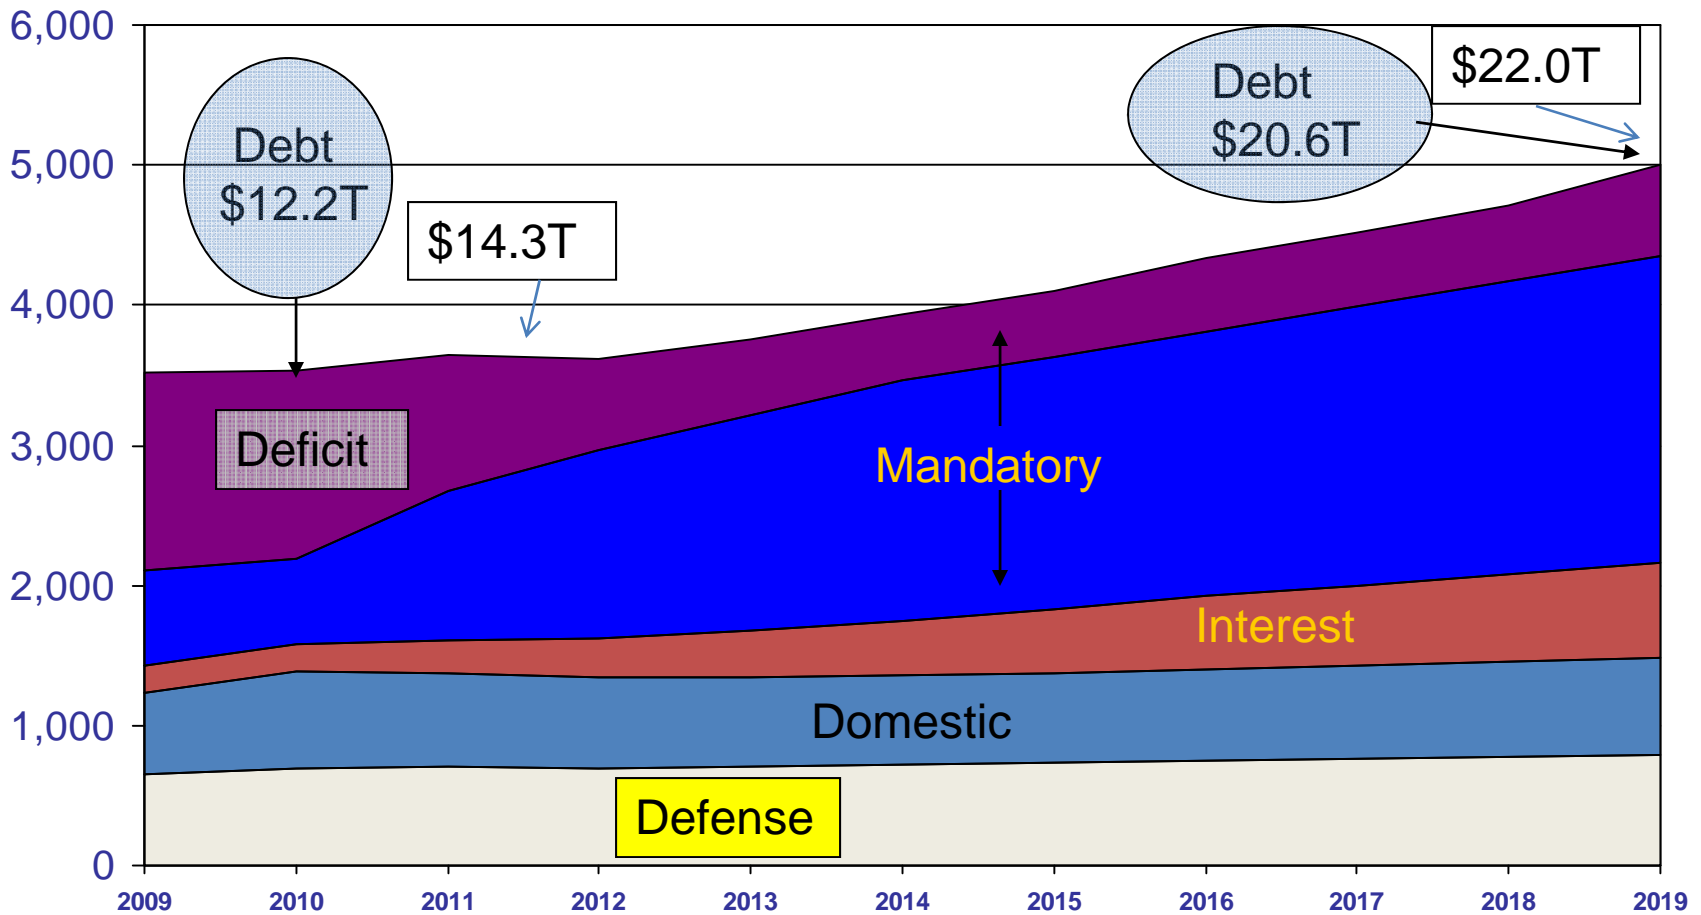 6,000
5,000
4,000
3,000
2,000
1,000
0
Debt
$12.2T
$14.3T
Debt
$20.6T
$22.0T
Deficit
Mandatory
Interest
Domestic
Defense
2009 2010 2011 2012 2013 2014 2015 2016 2017 2018 2019